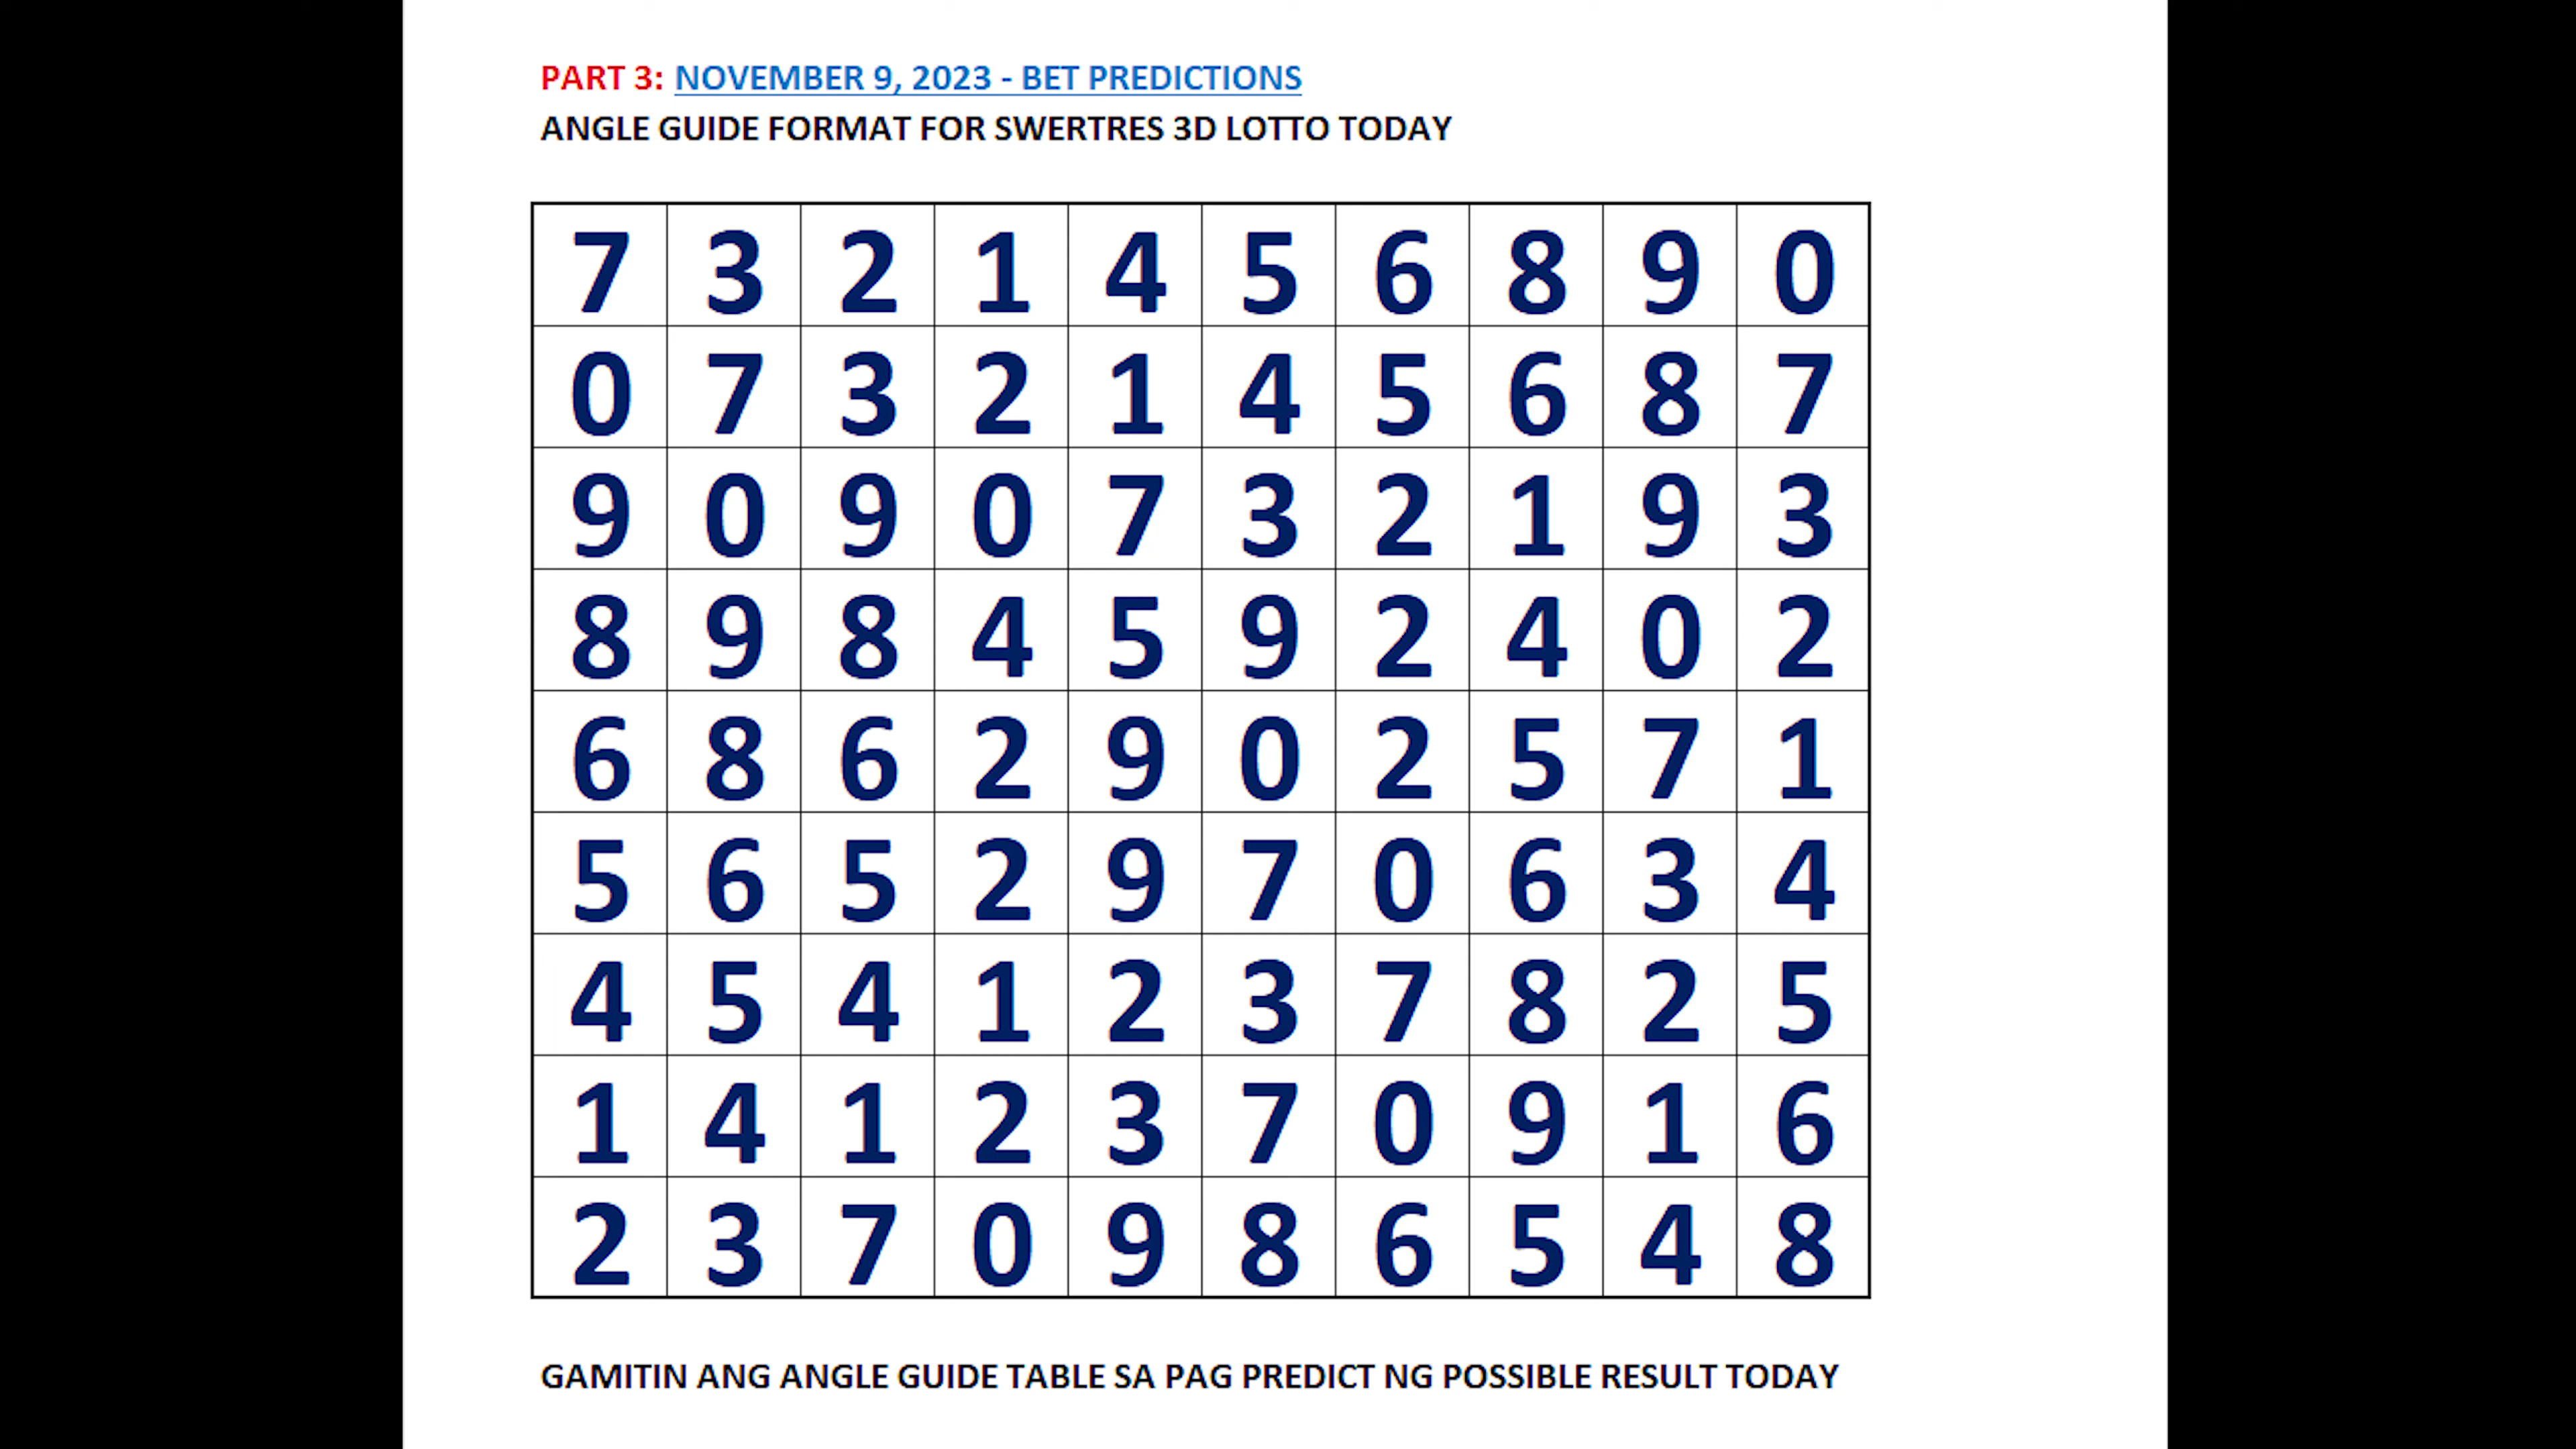 PART 3: NOVEMBER 9, 2023 - BET PREDICTIONS
ANGLE GUIDE FORMAT FOR SWERTRES 3D LOTTO TODAY
7 3 2 1 4 5 6 8 9 0
0 7 3 2 1 4 5 6 8 7
9 0 9 0 7 3 2 1 9 3
8 9 8 4 5 9 2 4 0 2
6 8 6 2 9 0 2 5 7 1
5 6 5 2 9 7 0 6 3 4
4 5 4 1 2 3 7 8 2 5
1 4 1 2 3 7 0 9 1 6
2 3 7 0 9 8 6 5 4 8
GAMITIN ANG ANGLE GUIDE TABLE SA PAG PREDICT NG POSSIBLE RESULT TODAY